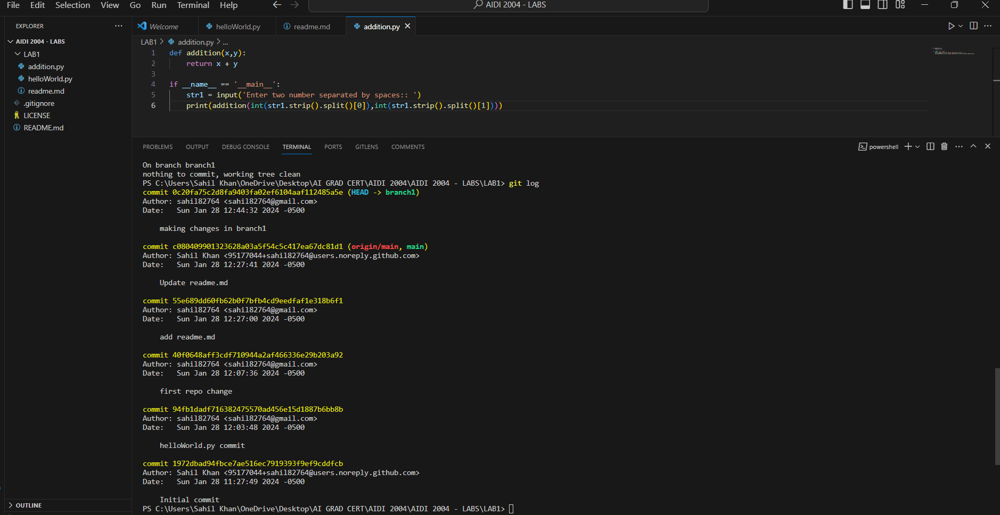 File Edit Selection View Go Run Terminal Help
AIDI 2004 - LABS
EXPLORER
AIDI 2004 - LABS
LAB1
addition.py
helloWorld.py
readme.md
.gitignore
LICENSE
README.md
OUTLINE
Welcome helloWorld.py readme.md addition.py
LAB1 > addition.py > ...
1 def addition(x,y):
2     return x + y
3
4 if __name__ == '__main__':
5     str1 = input('Enter two number separated by spaces:: ')
6     print(addition(int(str1.strip().split()[0]),int(str1.strip().split()[1])))
PROBLEMS OUTPUT DEBUG CONSOLE TERMINAL PORTS GITLENS COMMENTS
powershell
On branch branch1
nothing to commit, working tree clean
PS C:\Users\Sahil Khan\OneDrive\Desktop\AI GRAD CERT\AIDI 2004\AIDI 2004 - LABS\LAB1> git log
commit 0c20fa75c2d8fa9403fa02ef6104aaf112485a5e (HEAD -> branch1)
Author: sahil82764 <sahil82764@gmail.com>
Date:   Sun Jan 28 12:44:32 2024 -0500
making changes in branch1
commit c080409901323628a03a5f54c5c417ea67dc81d1 (origin/main, main)
Author: Sahil Khan <95177044+sahil82764@users.noreply.github.com>
Date:   Sun Jan 28 12:27:41 2024 -0500
Update readme.md
commit 55e689dd60fb62b0f7bfb4cd9eedfaf1e318b6f1
Author: sahil82764 <sahil82764@gmail.com>
Date:   Sun Jan 28 12:27:00 2024 -0500
add readme.md
commit 40f0648aff3cdf710944a2af466336e29b203a92
Author: sahil82764 <sahil82764@gmail.com>
Date:   Sun Jan 28 12:07:36 2024 -0500
first repo change
commit 94fb1dadf716382475570ad456e15d1887b6bb8b
Author: sahil82764 <sahil82764@gmail.com>
Date:   Sun Jan 28 12:03:48 2024 -0500
helloWorld.py commit
commit 1972dbad94fbce7ae516ec7919393f9ef9cddfcb
Author: Sahil Khan <95177044+sahil82764@users.noreply.github.com>
Date:   Sun Jan 28 11:27:49 2024 -0500
Initial commit
PS C:\Users\Sahil Khan\OneDrive\Desktop\AI GRAD CERT\AIDI 2004\AIDI 2004 - LABS\LAB1>